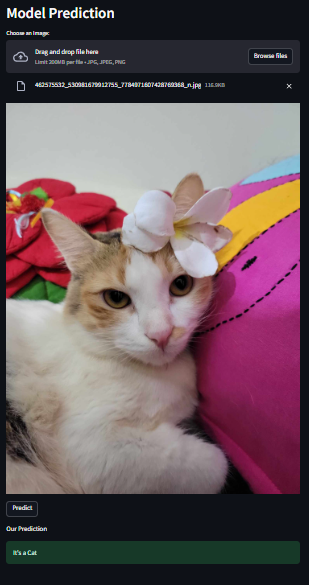 Model Prediction
Choose an Image:
Drag and drop file here
Limit 200MB per file • JPG, JPEG, PNG
Browse files
462575532_530981679912755_7784971607428769368_n.jpg 116.9KB
Predict
Our Prediction
It's a Cat